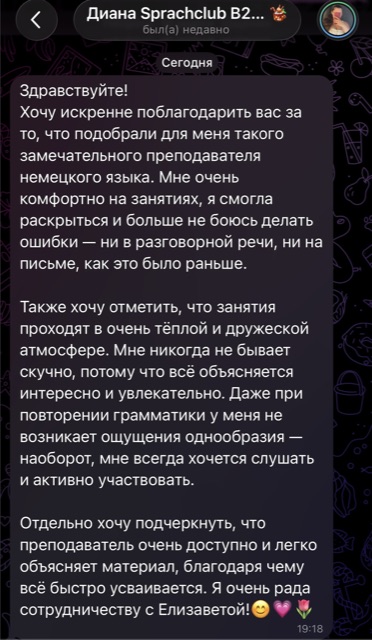 Диана Sprachclub B2...
был(а) недавно
Сегодня
Здравствуйте!
Хочу искренне поблагодарить вас за
то, что подобрали для меня такого
замечательного преподавателя
немецкого языка. Мне очень
комфортно на занятиях, я смогла
раскрыться и больше не боюсь делать
ошибки — ни в разговорной речи, ни на
письме, как это было раньше.
Также хочу отметить, что занятия
проходят в очень тёплой и дружеской
атмосфере. Мне никогда не бывает
скучно, потому что всё объясняется
интересно и увлекательно. Даже при
повторении грамматики у меня не
возникает ощущения однообразия —
наоборот, мне всегда хочется слушать
и активно участвовать.
Отдельно хочу подчеркнуть, что
преподаватель очень доступно и легко
объясняет материал, благодаря чему
всё быстро усваивается. Я очень рада
сотрудничеству с Елизаветой!😊💗🌷
19:18